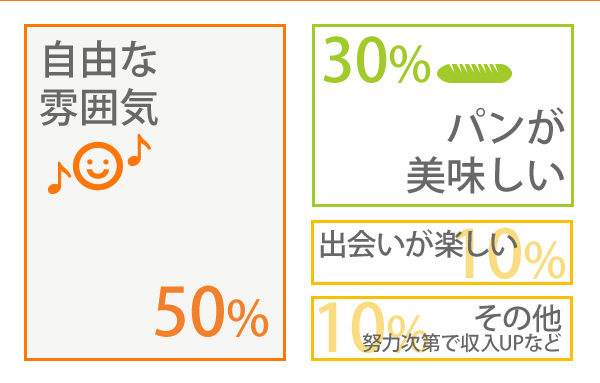 自由な
雰囲気
50%
30%
パンが
美味しい
出会いが楽しい
10%
10%
その他
努力次第で収入UPなど